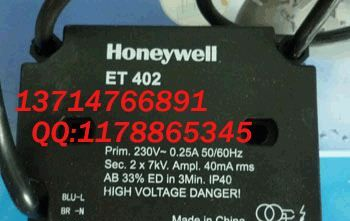 Honeywell
ET 402
13714766891
QQ:1178865345
Prim. 230V~ 0.25A 50/60Hz
Sec. 2 x 7kV. Ampl. 40mA rms
AB 33% ED in 3Min. IP40
HIGH VOLTAGE DANGER!
BLU-L
BR -N
Made in China